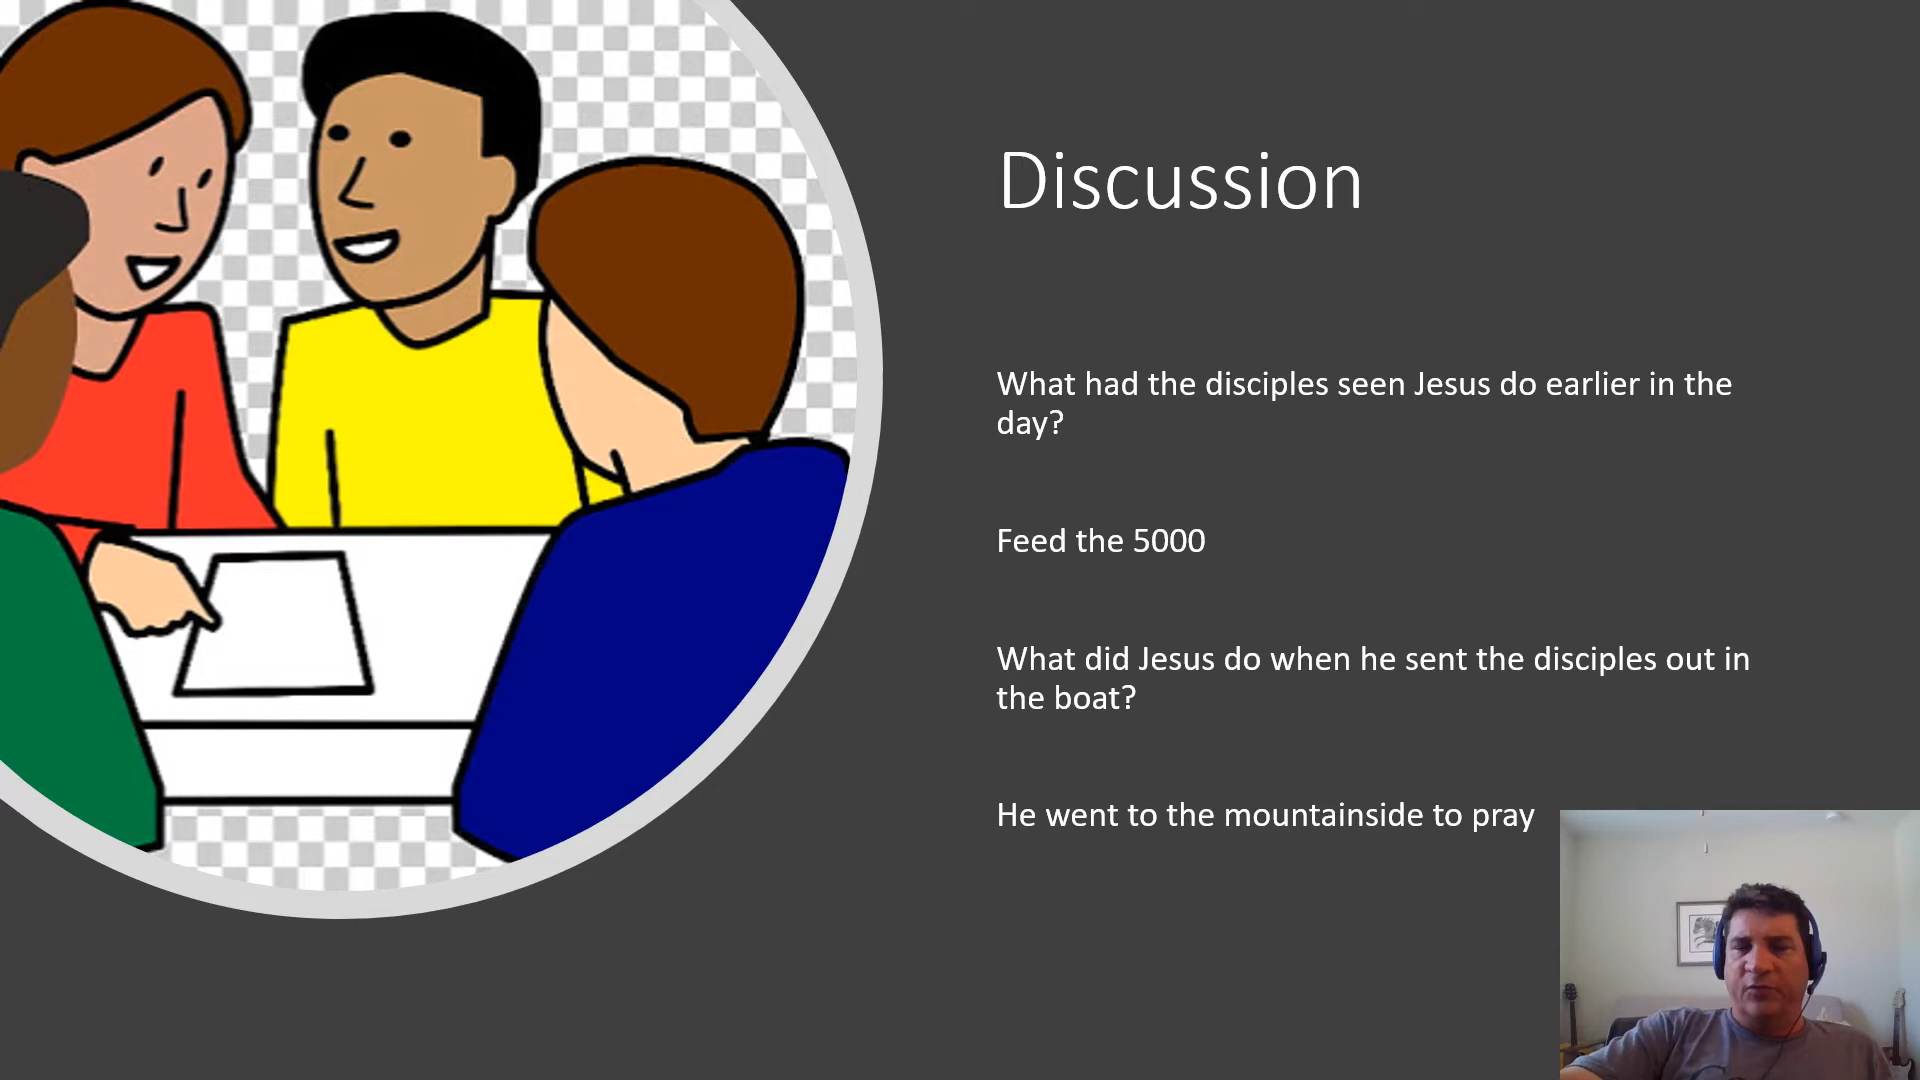 Discussion
What had the disciples seen Jesus do earlier in the
day?
Feed the 5000
What did Jesus do when he sent the disciples out in
the boat?
He went to the mountainside to pray